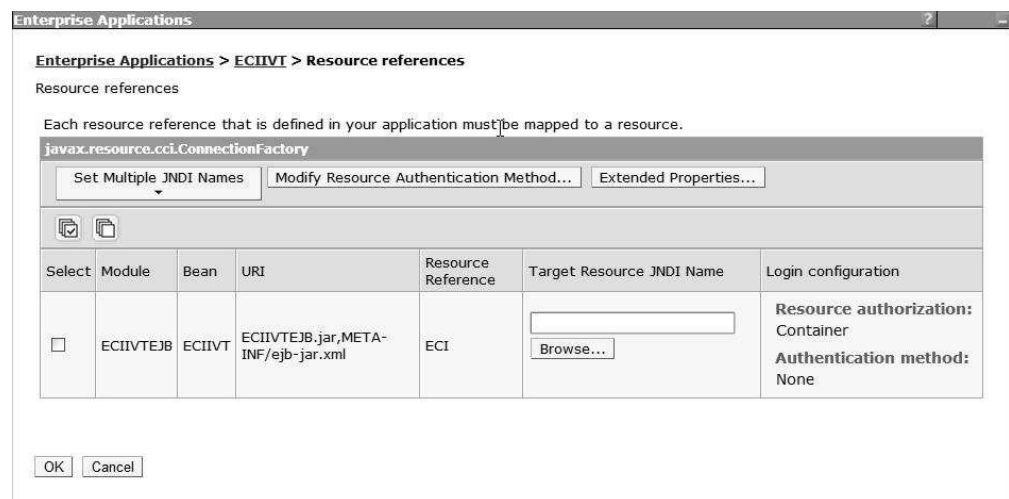 Enterprise Applications ? -
Enterprise Applications > ECIIVT > Resource references
Resource references
Each resource reference that is defined in your application must be mapped to a resource.
javax.resource.cci.ConnectionFactory
Set Multiple JNDI Names Modify Resource Authentication Method... Extended Properties...
Select Module Bean URI Resource Reference Target Resource JNDI Name Login configuration
ECIIVTEJB ECIIVT ECIIVTEJB.jar,META-INF/ejb-jar.xml ECI Browse... Resource authorization:
Container
Authentication method:
None
OK Cancel